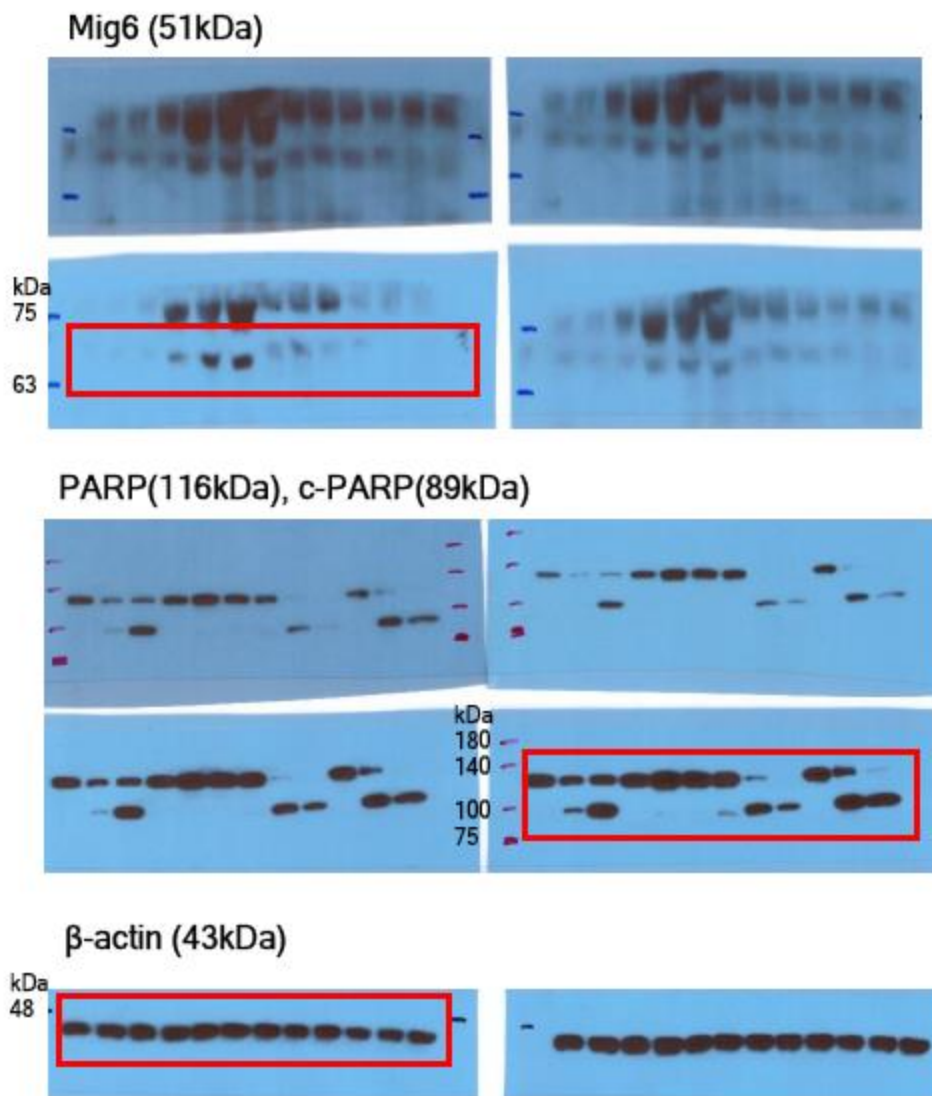 Mig6 (51kDa)
kDa
75
63
PARP(116kDa), c-PARP(89kDa)
kDa
180
140
100
75
β-actin (43kDa)
kDa
48